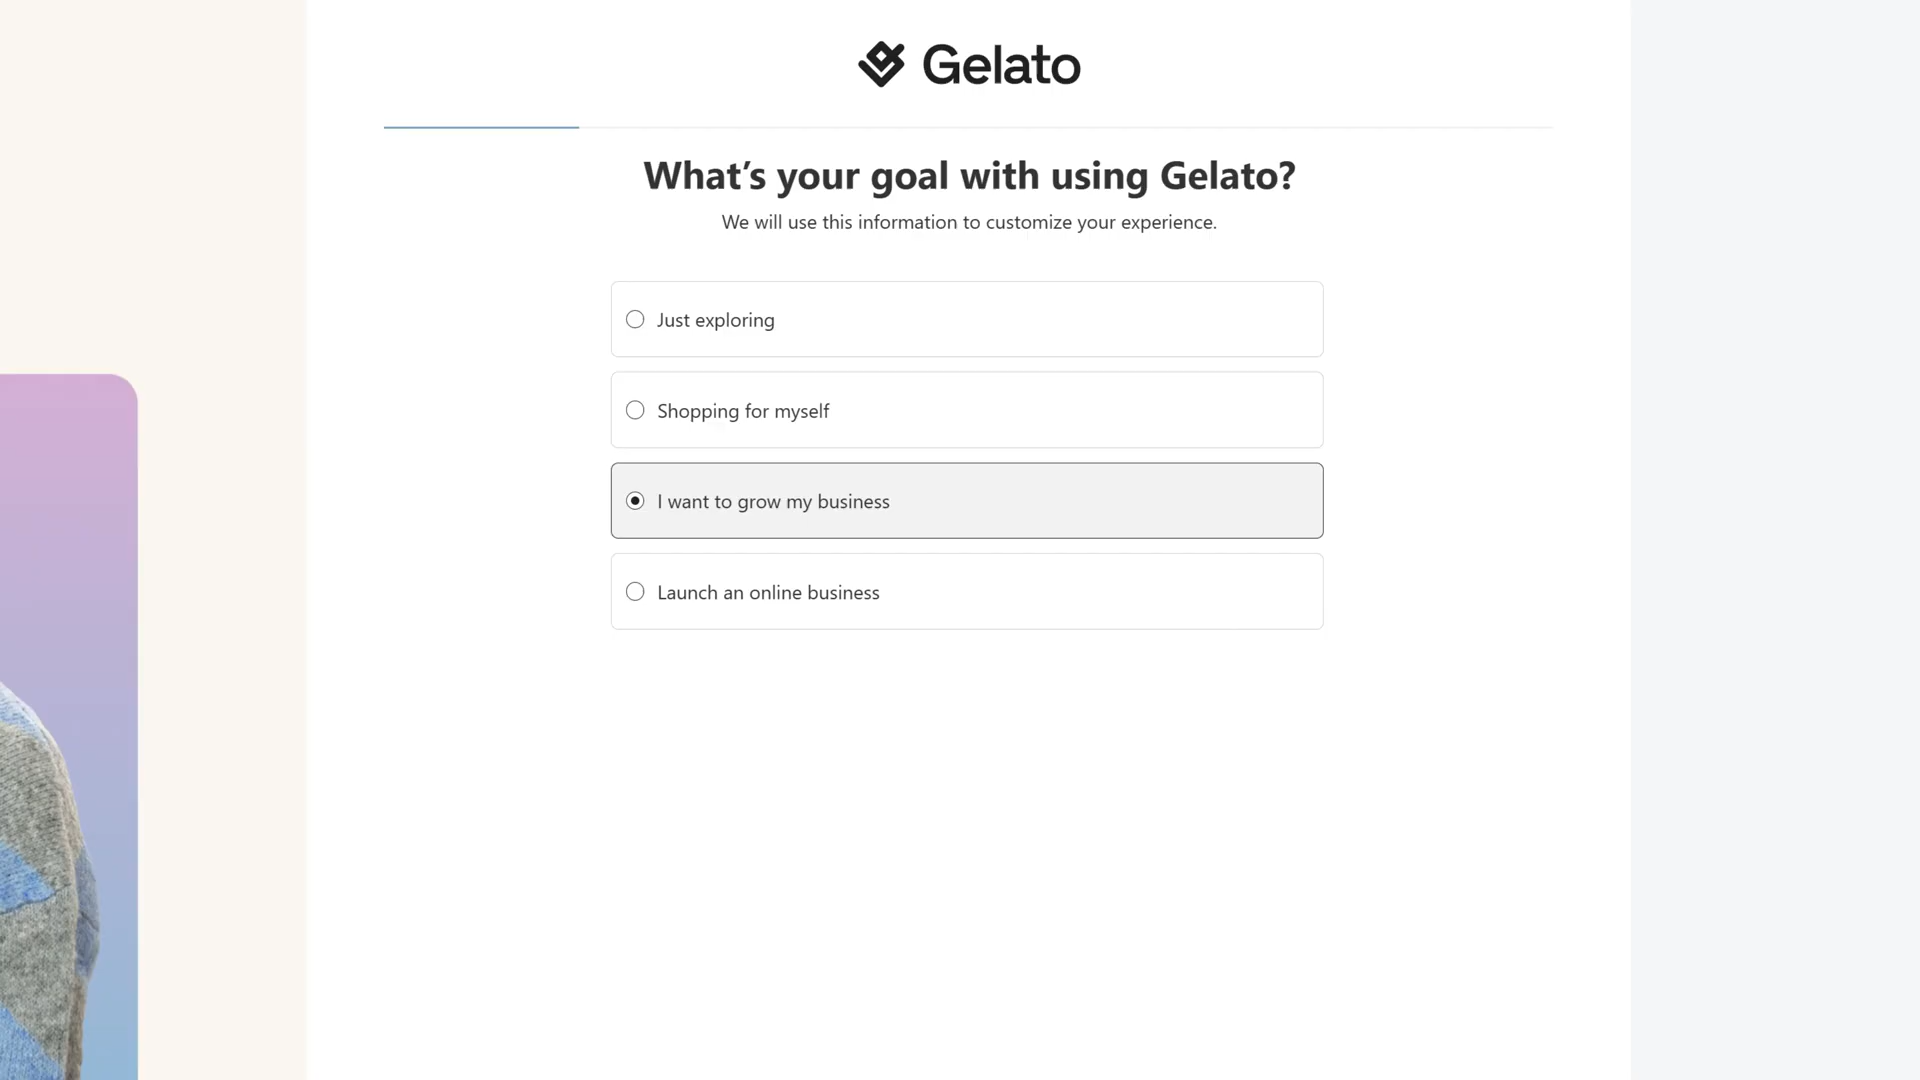 Gelato
What’s your goal with using Gelato?
We will use this information to customize your experience.
Just exploring
Shopping for myself
I want to grow my business
Launch an online business